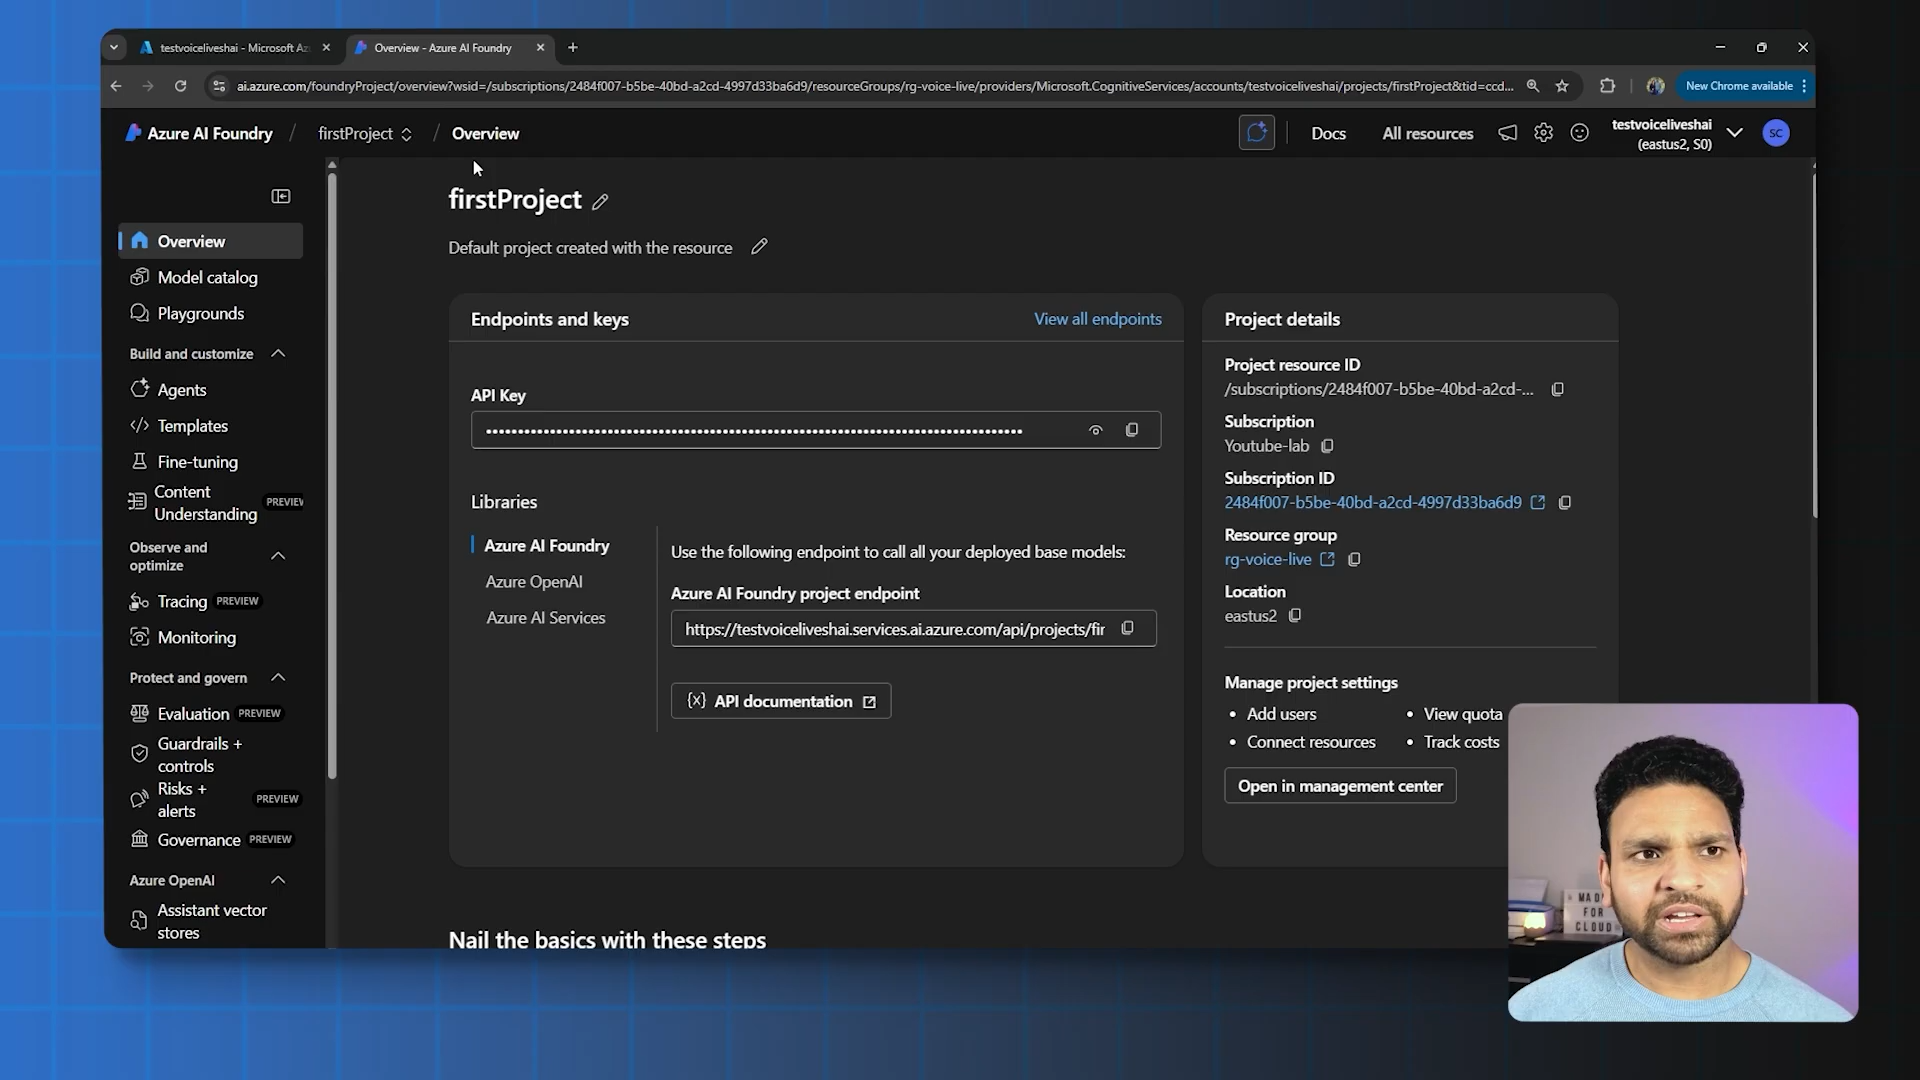 testvoiceliveshai - Microsoft Az
Overview - Azure AI Foundry
ai.azure.com/foundryProject/overview?wsid=/subscriptions/2484f007-b5be-40bd-a2cd-4997d33ba6d9/resourceGroups/rg-voice-live/providers/Microsoft.CognitiveServices/accounts/testvoiceliveshai/projects/firstProject&tid=ccd...
New Chrome available
Azure AI Foundry / firstProject / Overview
Docs
All resources
testvoiceliveshai
(eastus2, S0)
SC
Overview
Model catalog
Playgrounds
Build and customize
Agents
Templates
Fine-tuning
Content
Understanding
PREVIEW
Observe and
optimize
Tracing PREVIEW
Monitoring
Protect and govern
Evaluation PREVIEW
Guardrails +
controls
Risks +
alerts
PREVIEW
Governance PREVIEW
Azure OpenAI
Assistant vector
stores
firstProject
Default project created with the resource
Endpoints and keys
View all endpoints
API Key
Libraries
Azure AI Foundry
Azure OpenAI
Azure AI Services
Use the following endpoint to call all your deployed base models:
Azure AI Foundry project endpoint
https://testvoiceliveshai.services.ai.azure.com/api/projects/fir
{x} API documentation
Nail the basics with these steps
Project details
Project resource ID
/subscriptions/2484f007-b5be-40bd-a2cd-...
Subscription
Youtube-lab
Subscription ID
2484f007-b5be-40bd-a2cd-4997d33ba6d9
Resource group
rg-voice-live
Location
eastus2
Manage project settings
• Add users
• View quota
• Connect resources
• Track costs
Open in management center
MAD
FOR
CLOUD